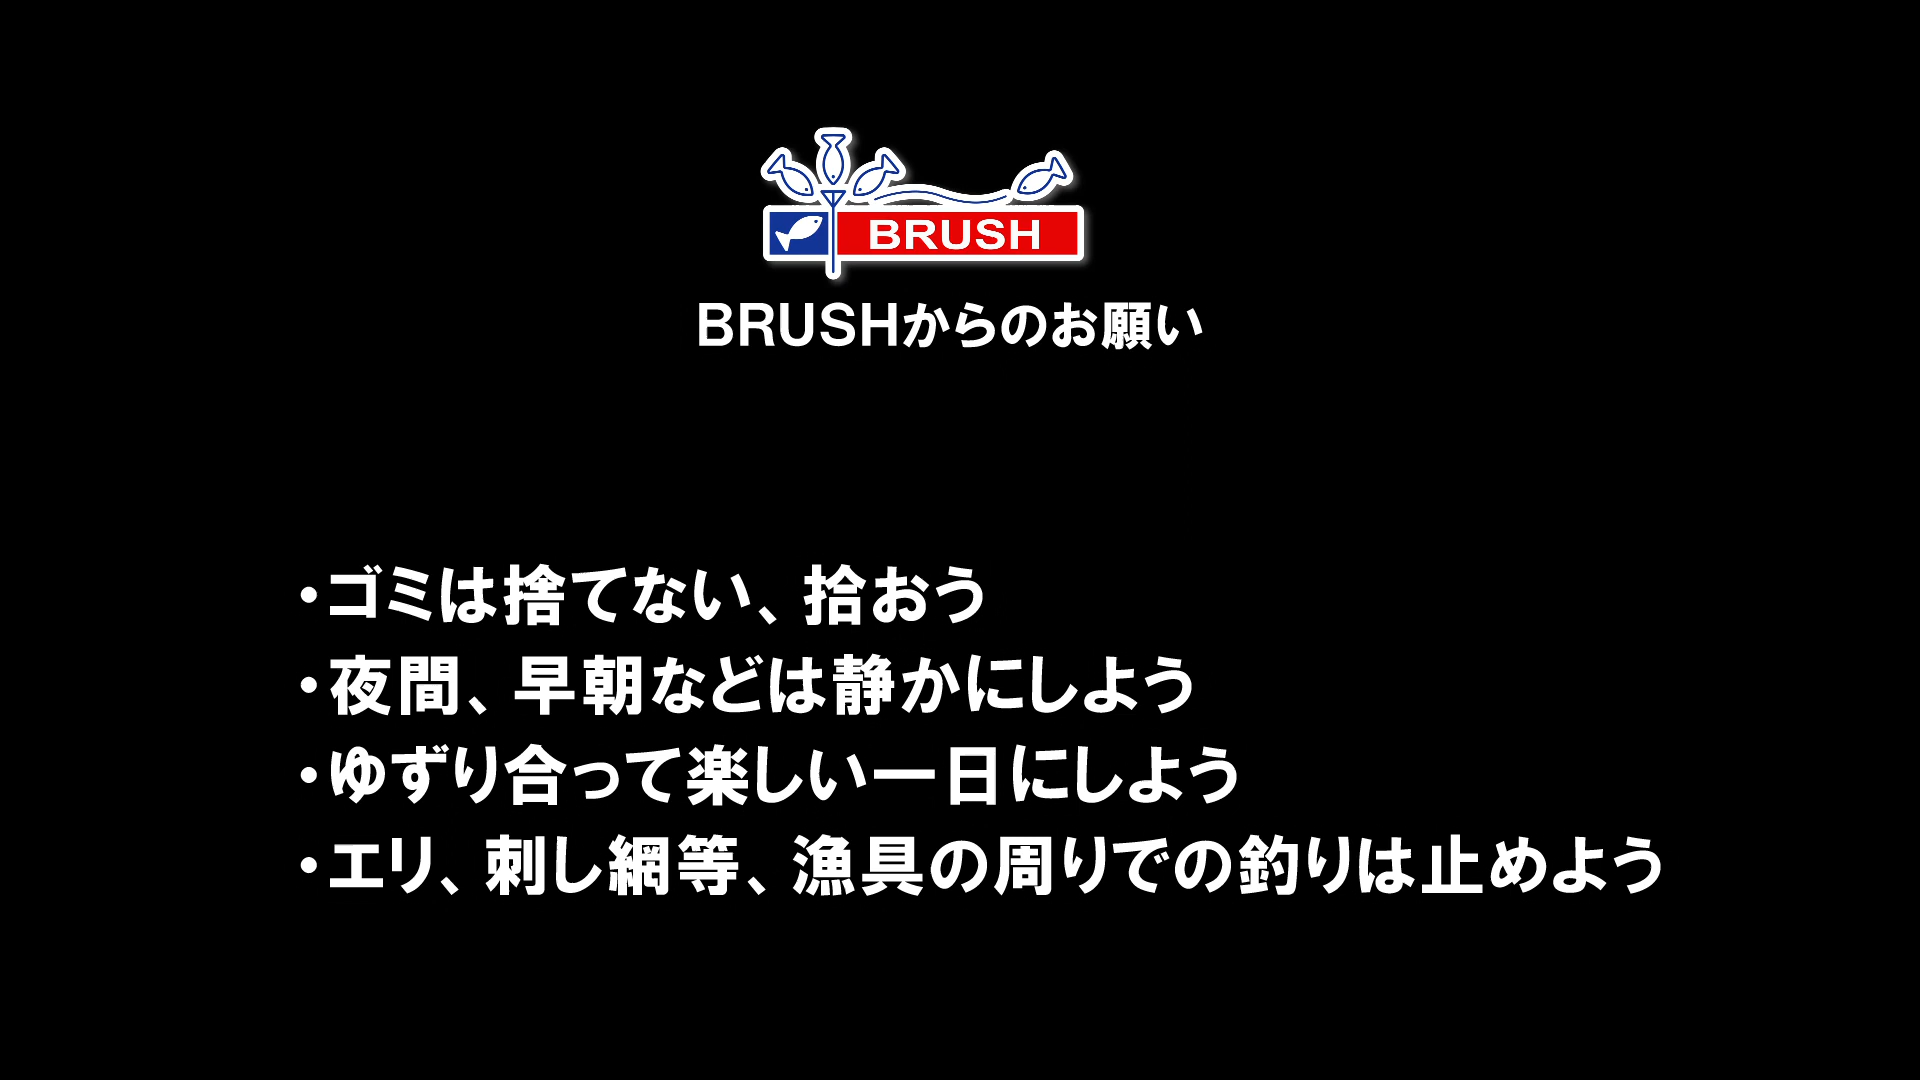 BRUSH
BRUSHからのお願い
・ゴミは捨てない、拾おう
・夜間、早朝などは静かにしよう
・ゆずり合って楽しい一日にしよう
・エリ、刺し網等、漁具の周りでの釣りは止めよう